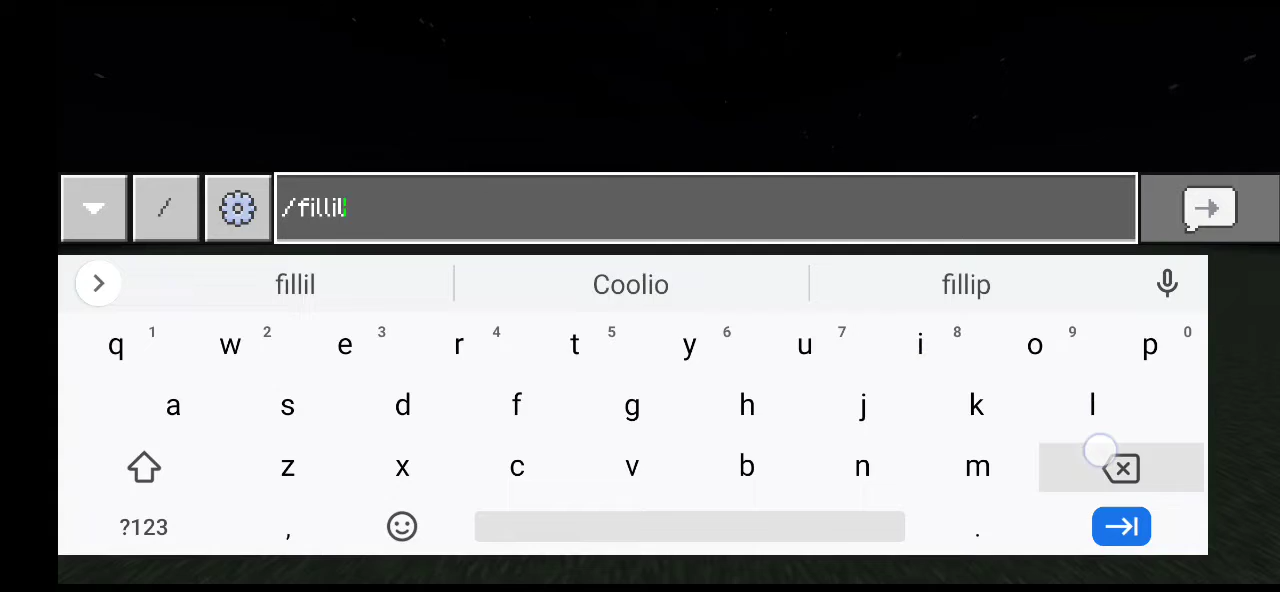 /fillil
fillil Coolio fillip
q 1 w 2 e 3 r 4 t 5 y 6 u 7 i 8 o 9 p 0
a s d f g h j k l
z x c v b n m
?123 , .